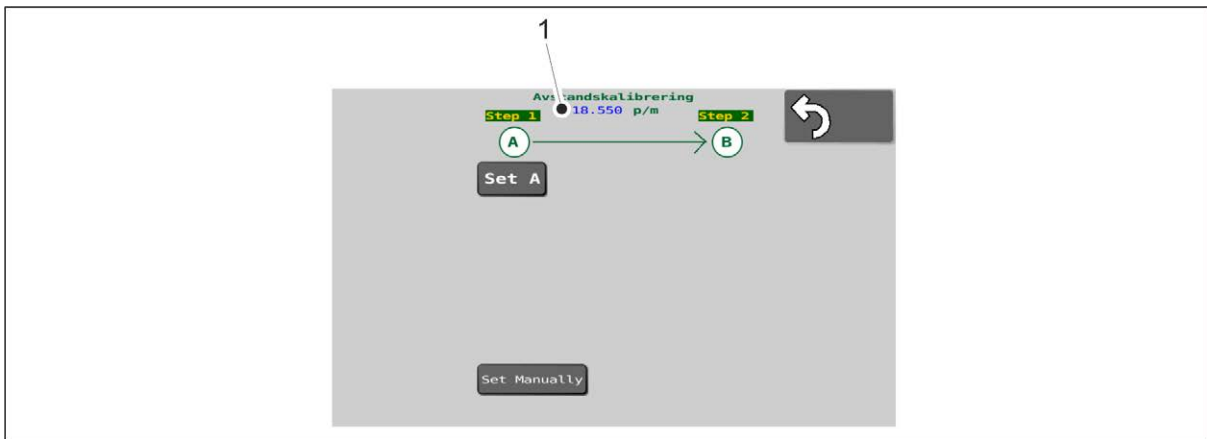 1
Avstandskalibrering
18.550 p/m
Step 1
Step 2
A
B
Set A
Set Manually